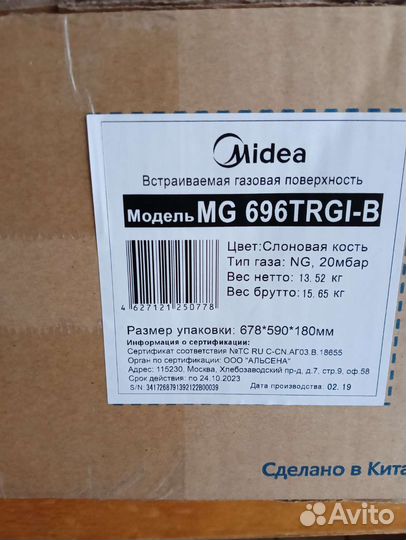 Midea
Встраиваемая газовая поверхность
Модель MG 696TRGI-B
Цвет:Слоновая кость
Тип газа: NG, 20мбар
Вес нетто: 13.52 кг
Вес брутто: 15.65 кг
4 627121 250778
Размер упаковки: 678*590*180мм
Информация о сертификации:
Сертификат соответствия №ТС RU C-CN.АГ03.В.18655
Орган по сертификации: ООО "АЛЬСЕНА"
Адрес: 115230, Москва, Хлебозаводский пр-д, д.7, стр.9, оф.58
Срок действия: по 24.10.2023
Дата производства: 02.19
S/N: 3417268791392122B00039
Сделано в Кита
Avito